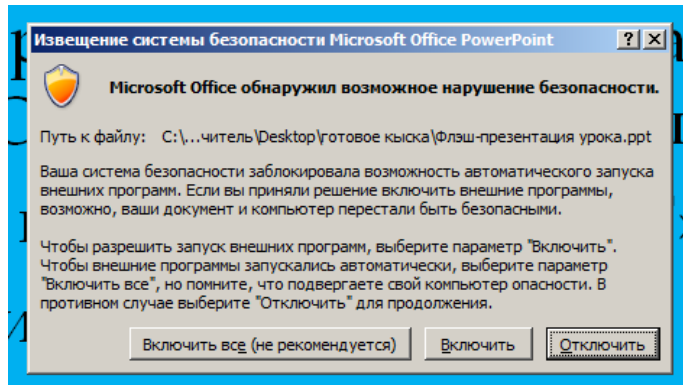 Извещение системы безопасности Microsoft Office PowerPoint
Microsoft Office обнаружил возможное нарушение безопасности.
Путь к файлу: C:\...читель\Desktop\готовое кыска\Флэш-презентация урока.ppt
Ваша система безопасности заблокировала возможность автоматического запуска
внешних программ. Если вы приняли решение включить внешние программы,
возможно, ваши документ и компьютер перестали быть безопасными.
Чтобы разрешить запуск внешних программ, выберите параметр "Включить".
Чтобы внешние программы запускались автоматически, выберите параметр
"Включить все", но помните, что подвергаете свой компьютер опасности. В
противном случае выберите "Отключить" для продолжения.
Включить все (не рекомендуется) Включить Отключить